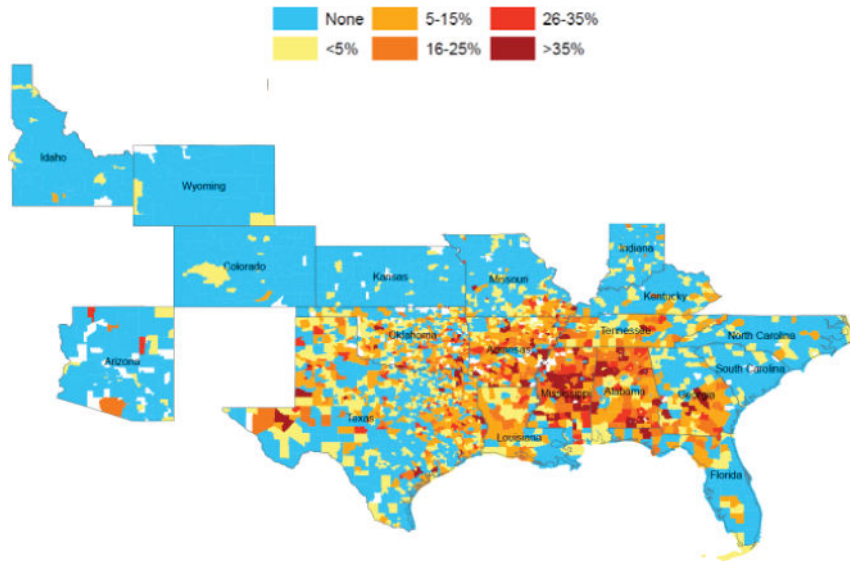 None 5-15% 26-35%
<5% 16-25% >35%
Idaho
Wyoming
Indiana
Colorado
Kansas
Missouri
Kentucky
Oklahoma
Tennessee
North Carolina
Arkansas
Arizona
South Carolina
Mississippi
Alabama
Georgia
Texas
Louisiana
Florida